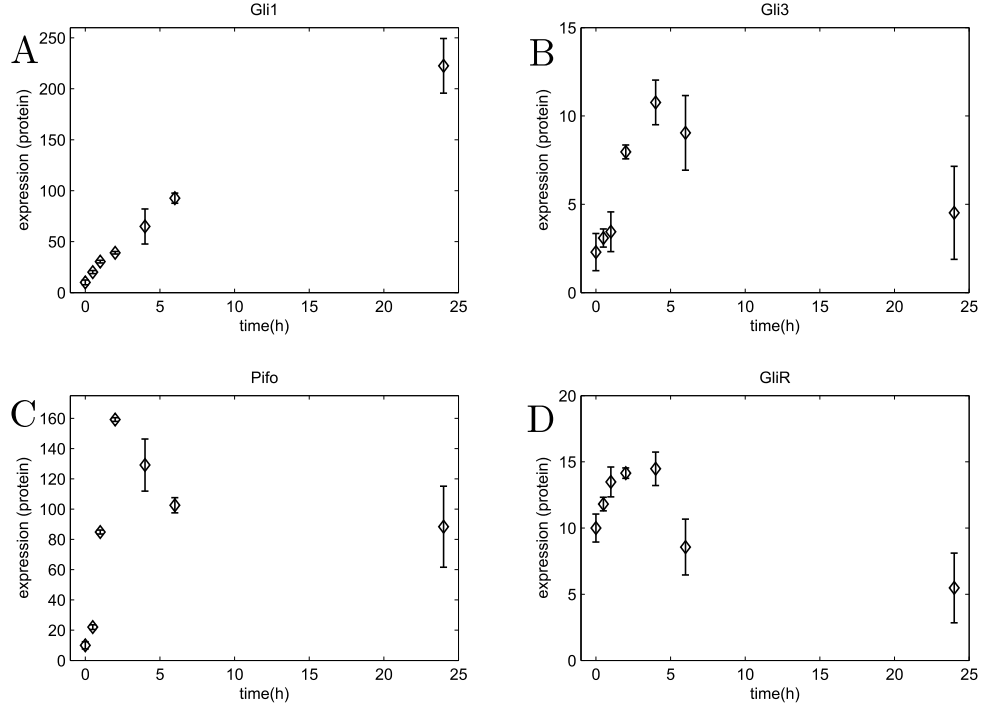 Gli1
A
expression (protein)
250
200
150
100
50
0
0 5 10 15 20 25
time(h)
Gli3
B
expression (protein)
15
10
5
0
0 5 10 15 20 25
time(h)
Pifo
C
expression (protein)
160
140
120
100
80
60
40
20
0
0 5 10 15 20 25
time(h)
GliR
D
expression (protein)
20
15
10
5
0
0 5 10 15 20 25
time(h)